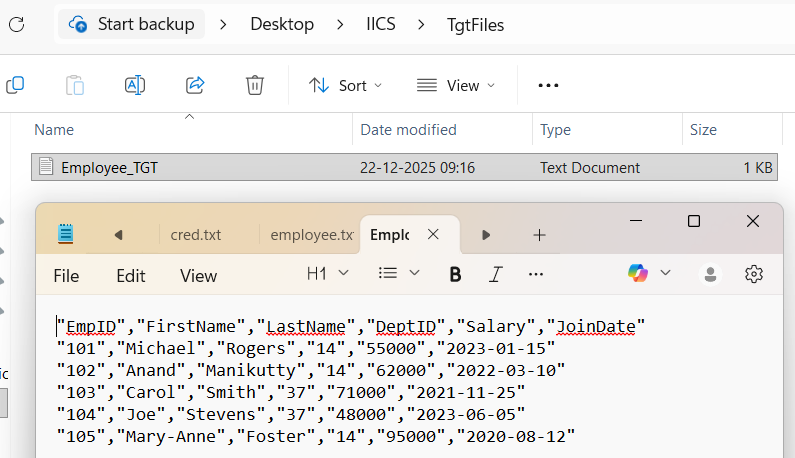 Start backup > Desktop > IICS > TgtFiles
Sort View
Name Date modified Type Size
Employee_TGT 22-12-2025 09:16 Text Document 1 KB
cred.txt employee.tx Emplo
File Edit View H1 B I
"EmpID","FirstName","LastName","DeptID","Salary","JoinDate"
"101","Michael","Rogers","14","55000","2023-01-15"
"102","Anand","Manikutty","14","62000","2022-03-10"
"103","Carol","Smith","37","71000","2021-11-25"
"104","Joe","Stevens","37","48000","2023-06-05"
"105","Mary-Anne","Foster","14","95000","2020-08-12"